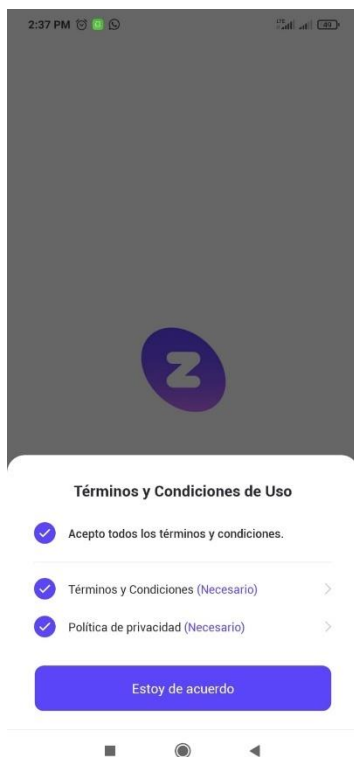 2:37 PM
Z
Términos y Condiciones de Uso
Acepto todos los términos y condiciones.
Términos y Condiciones (Necesario)
Política de privacidad (Necesario)
Estoy de acuerdo